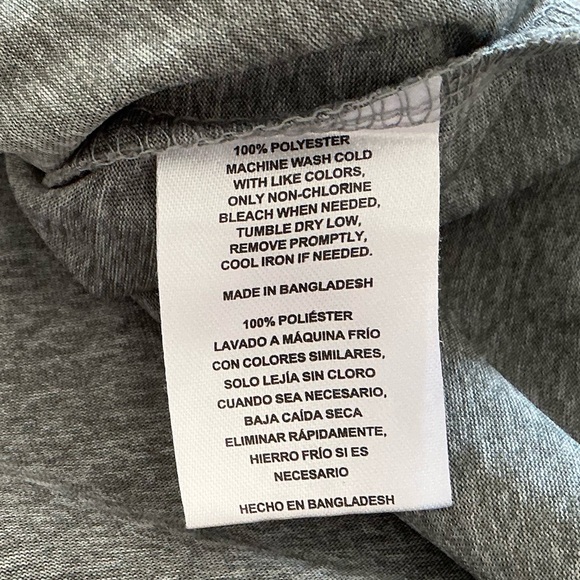 100% POLYESTER
MACHINE WASH COLD
WITH LIKE COLORS,
ONLY NON-CHLORINE
BLEACH WHEN NEEDED,
TUMBLE DRY LOW,
REMOVE PROMPTLY,
COOL IRON IF NEEDED.
MADE IN BANGLADESH
100% POLIÉSTER
LAVADO A MÁQUINA FRÍO
CON COLORES SIMILARES,
SOLO LEJÍA SIN CLORO
CUANDO SEA NECESARIO,
BAJA CAÍDA SECA
ELIMINAR RÁPIDAMENTE,
HIERRO FRÍO SI ES
NECESARIO
HECHO EN BANGLADESH